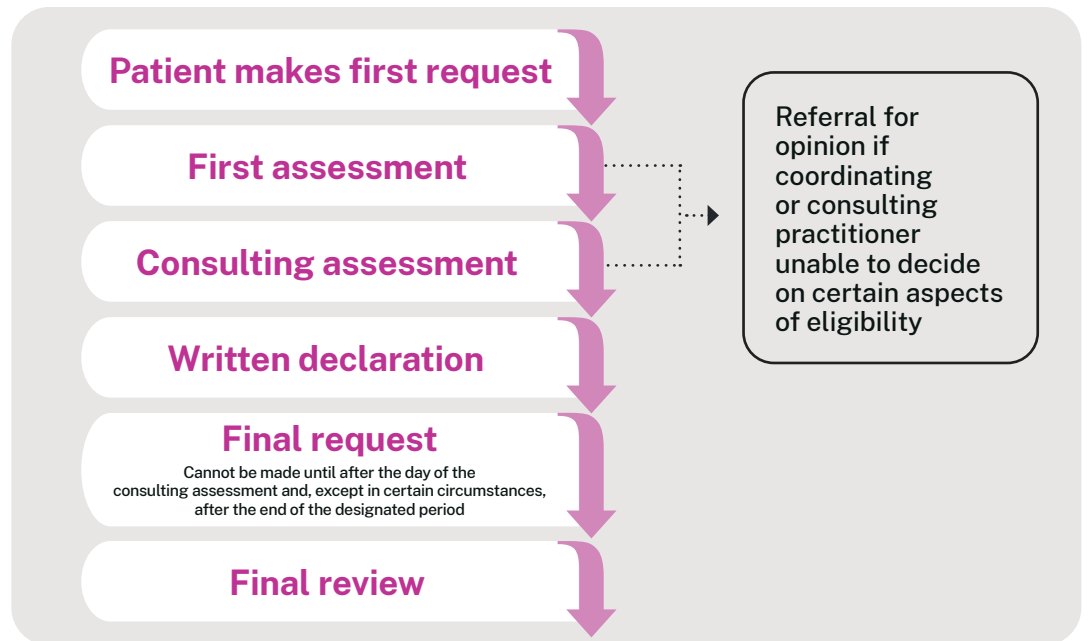 Patient makes first request
First assessment
Consulting assessment
Written declaration
Final request
Cannot be made until after the day of the
consulting assessment and, except in certain circumstances,
after the end of the designated period
Final review
Referral for
opinion if
coordinating
or consulting
practitioner
unable to decide
on certain aspects
of eligibility